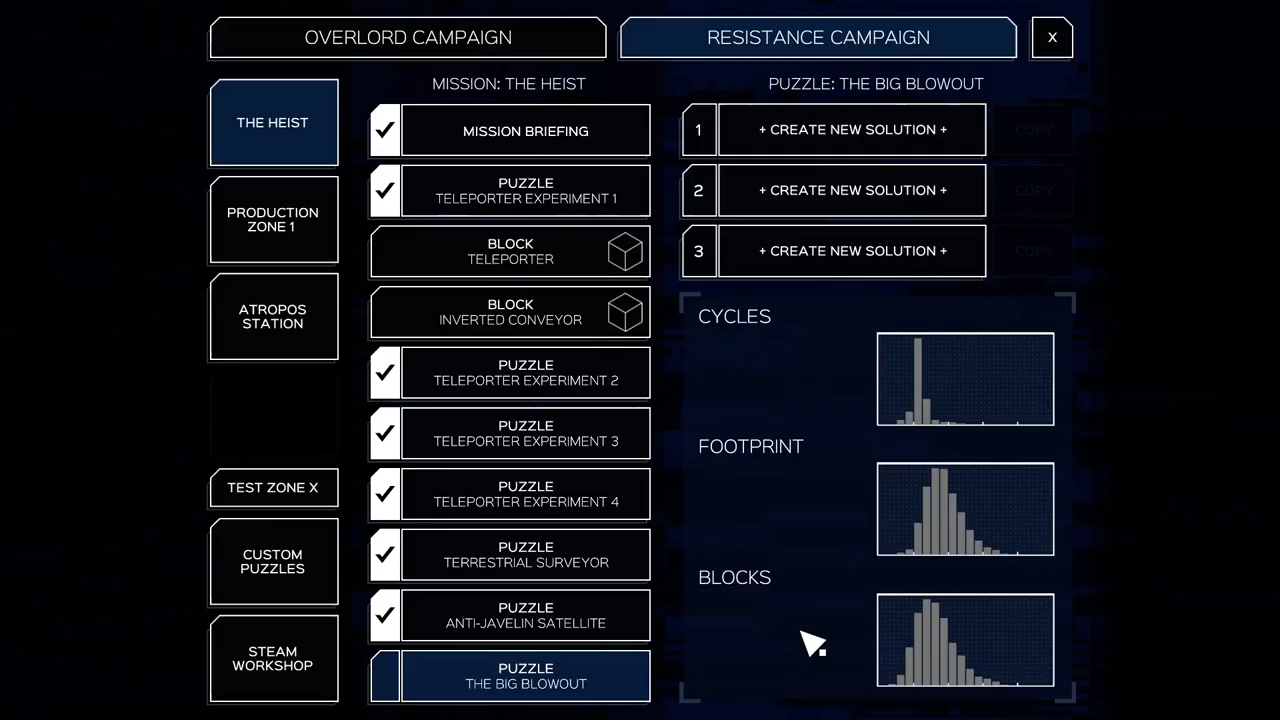 OVERLORD CAMPAIGN
RESISTANCE CAMPAIGN
X
THE HEIST
PRODUCTION
ZONE 1
ATROPOS
STATION
TEST ZONE X
CUSTOM
PUZZLES
STEAM
WORKSHOP
MISSION: THE HEIST
MISSION BRIEFING
PUZZLE
TELEPORTER EXPERIMENT 1
BLOCK
TELEPORTER
BLOCK
INVERTED CONVEYOR
PUZZLE
TELEPORTER EXPERIMENT 2
PUZZLE
TELEPORTER EXPERIMENT 3
PUZZLE
TELEPORTER EXPERIMENT 4
PUZZLE
TERRESTRIAL SURVEYOR
PUZZLE
ANTI-JAVELIN SATELLITE
PUZZLE
THE BIG BLOWOUT
PUZZLE: THE BIG BLOWOUT
1 + CREATE NEW SOLUTION + COPY
2 + CREATE NEW SOLUTION + COPY
3 + CREATE NEW SOLUTION + COPY
CYCLES
FOOTPRINT
BLOCKS